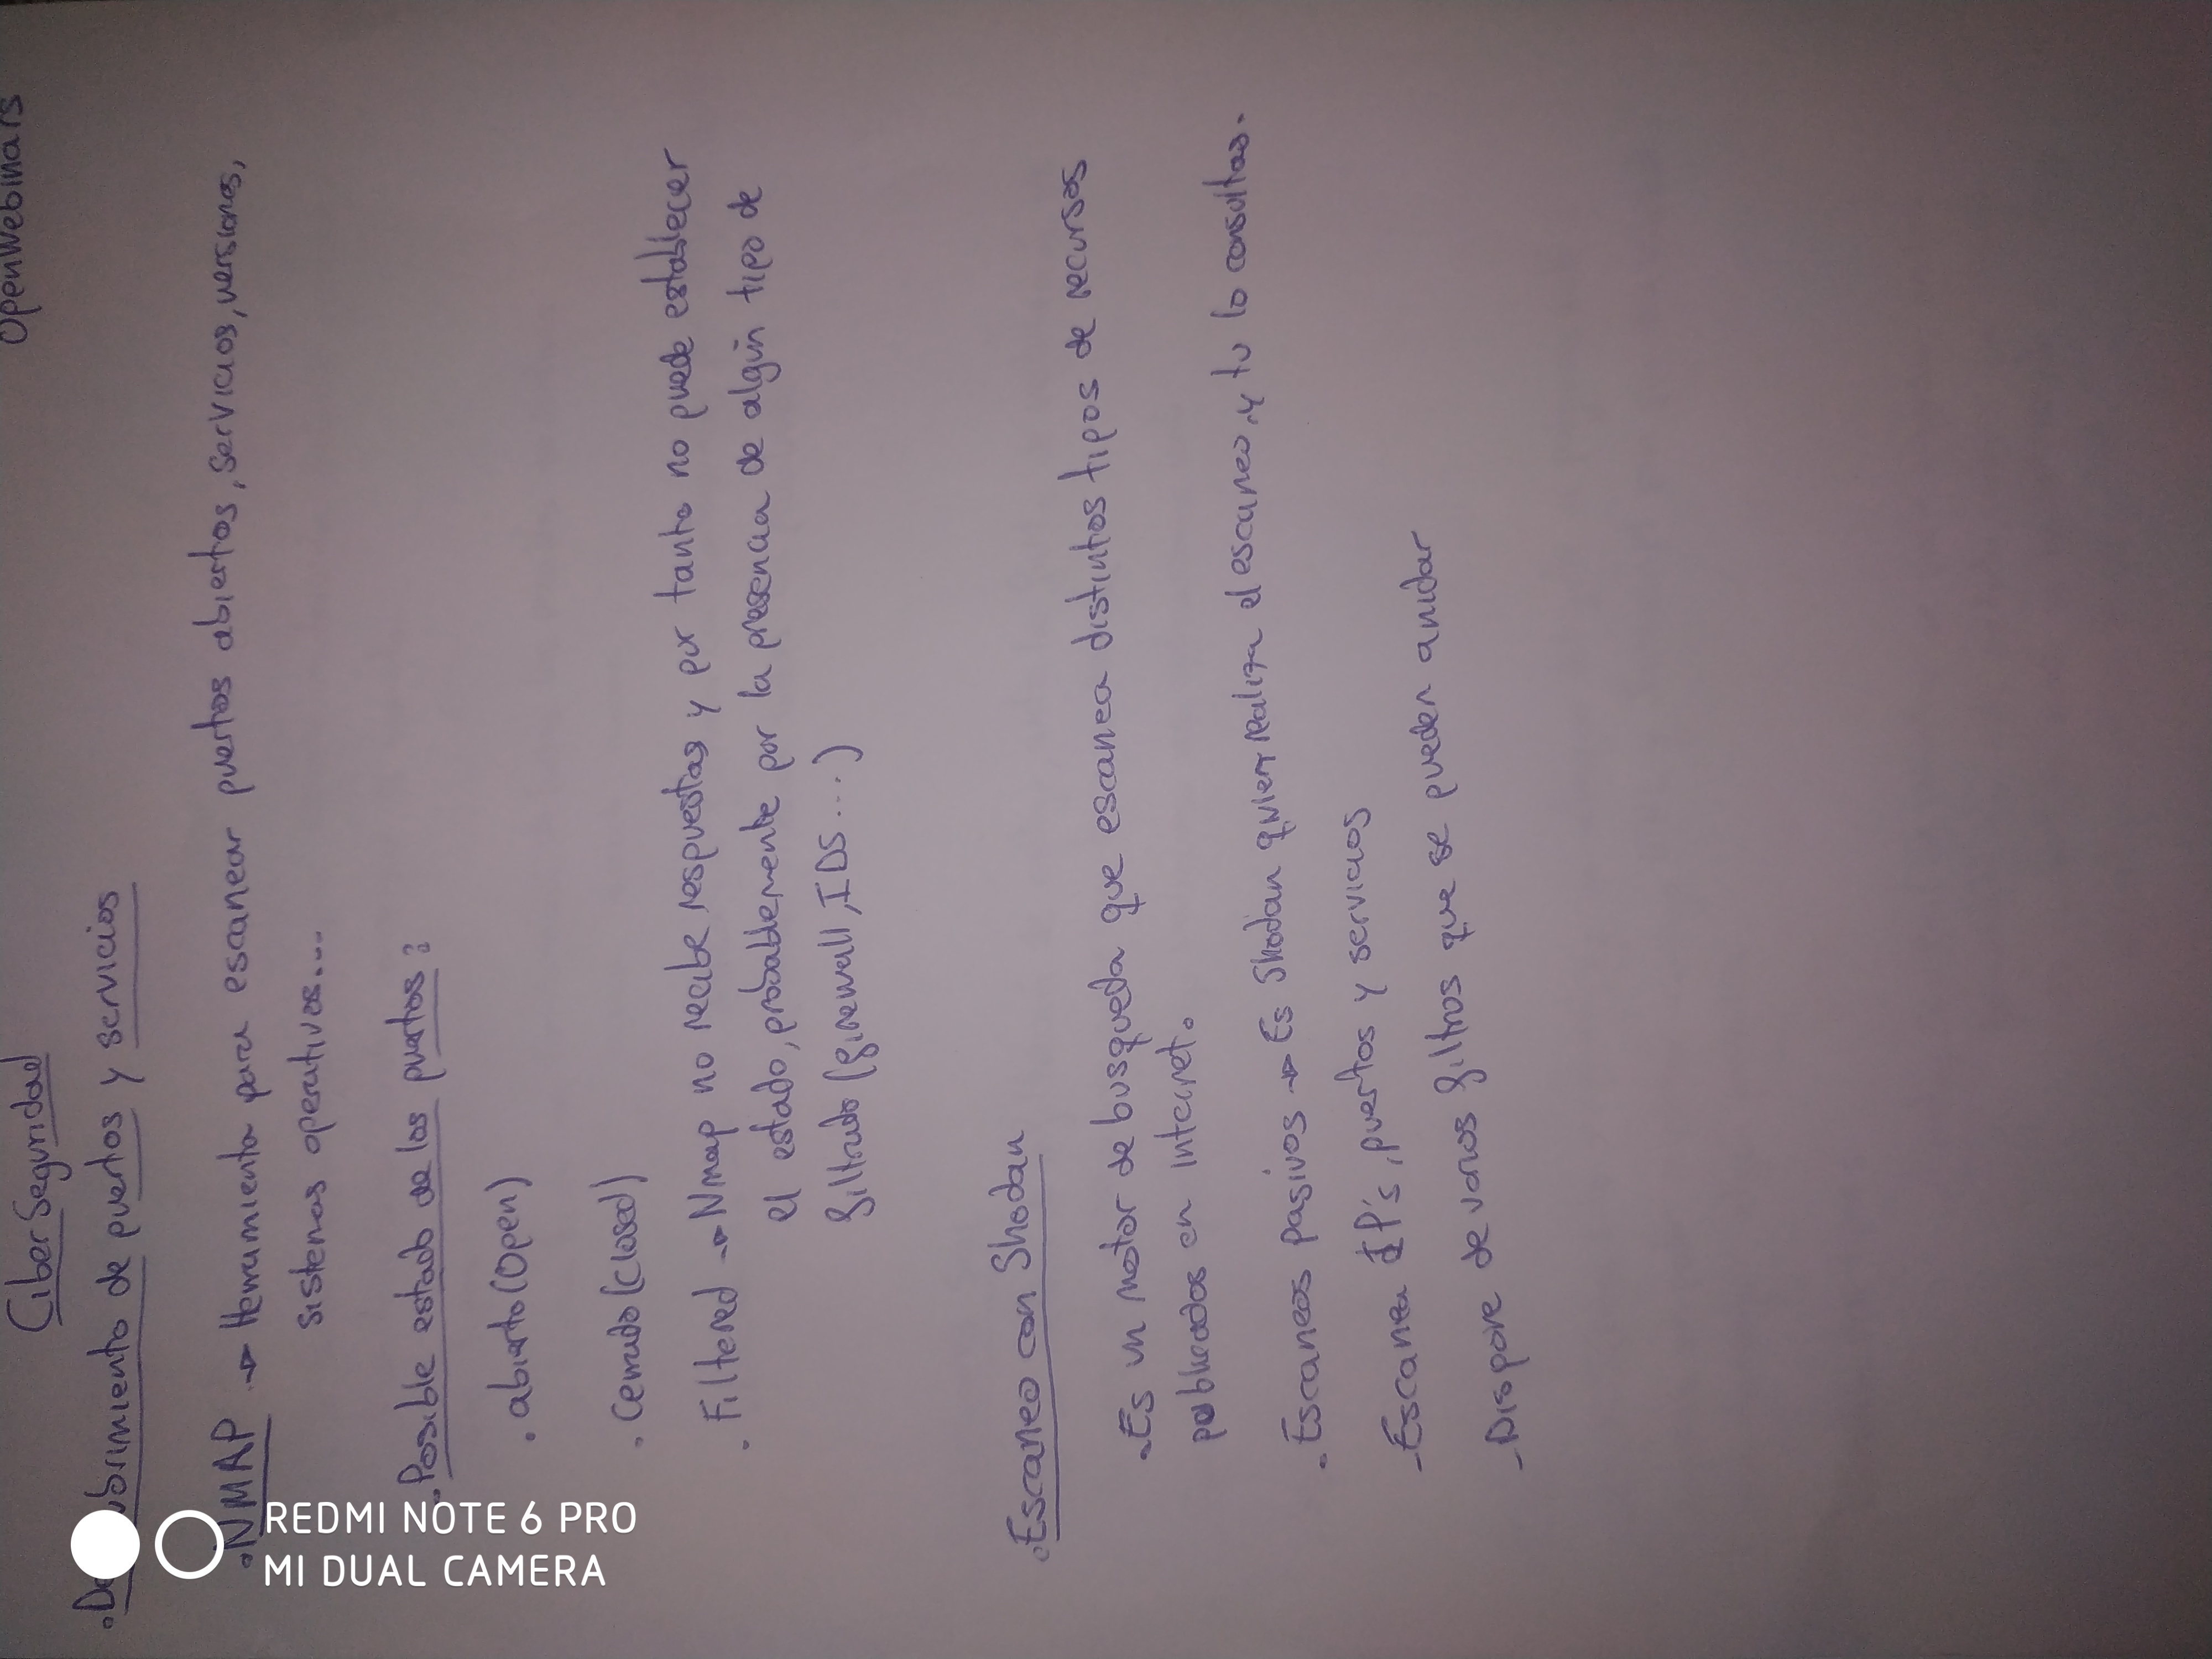 OpenWebinars
CiberSeguridad
.Descubrimiento de puertos y servicios
.NMAP → Herramienta para escanear puertos abiertos, servicios, versiones,
sistemas operativos...
.Posible estado de los puertos:
. abierto (Open)
. Cerrado (Closed)
. Filtered → Nmap no recibe respuestas y por tanto no puede establecer
el estado, probablemente por la presencia de algún tipo de
filtrado (firewall, IDS....)
.Escaneo con Shodan
.Es un motor de busqueda que escanea distintos tipos de recursos
publicados en internet.
. Escaneos pasivos → Es Shodan quien realiza el escaneo, y tu lo consultas.
-Escanea IP's, puertos y servicios
-Dispone de varios filtros que se pueden anidar
REDMI NOTE 6 PRO
MI DUAL CAMERA